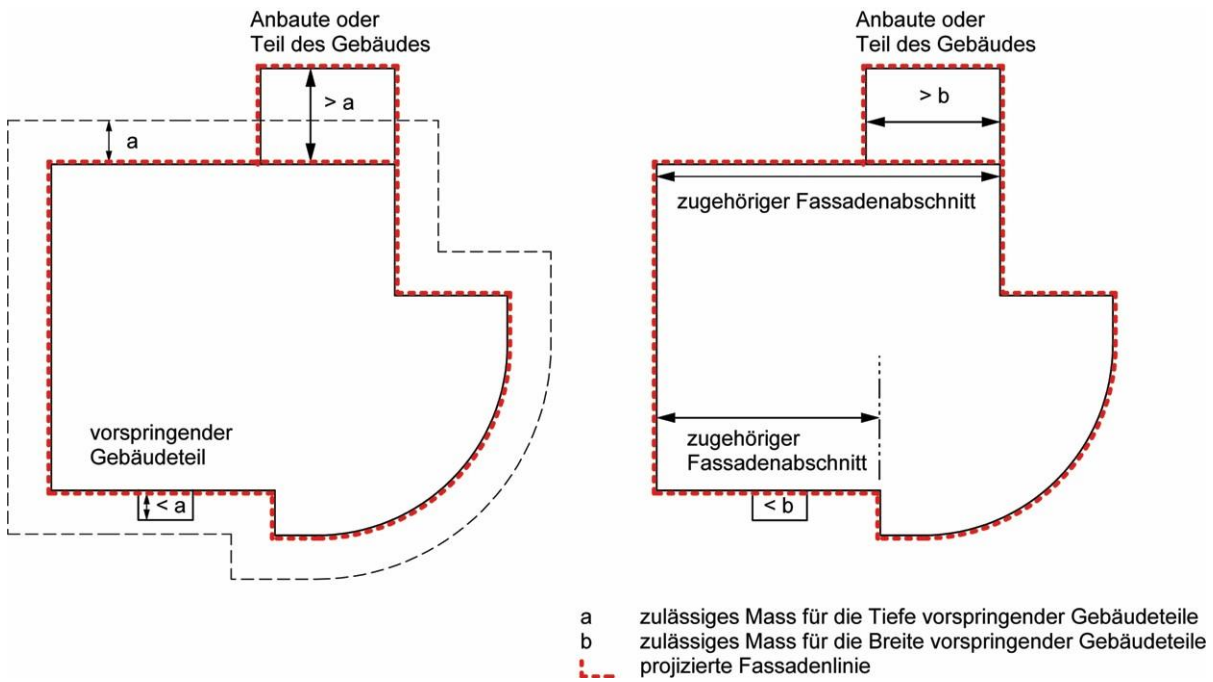 Anbaute oder
Teil des Gebäudes
> a
a
vorspringender
Gebäudeteil
< a
Anbaute oder
Teil des Gebäudes
> b
zugehöriger Fassadenabschnitt
zugehöriger
Fassadenabschnitt
< b
a zulässiges Mass für die Tiefe vorspringender Gebäudeteile
b zulässiges Mass für die Breite vorspringender Gebäudeteile
projizierte Fassadenlinie